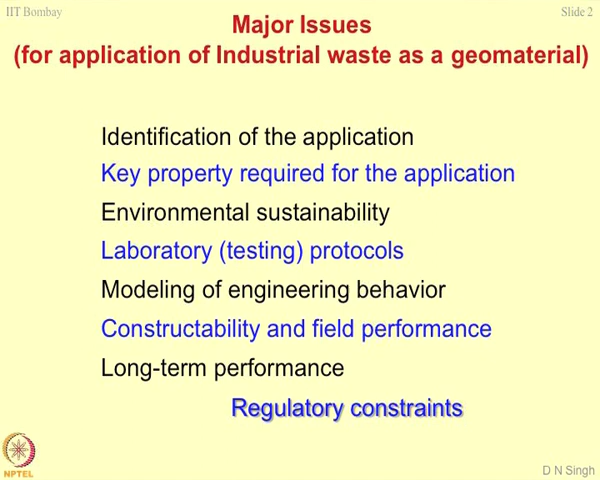 IIT Bombay
Slide 2
Major Issues
(for application of Industrial waste as a geomaterial)
Identification of the application
Key property required for the application
Environmental sustainability
Laboratory (testing) protocols
Modeling of engineering behavior
Constructability and field performance
Long-term performance
Regulatory constraints
NPTEL
D N Singh